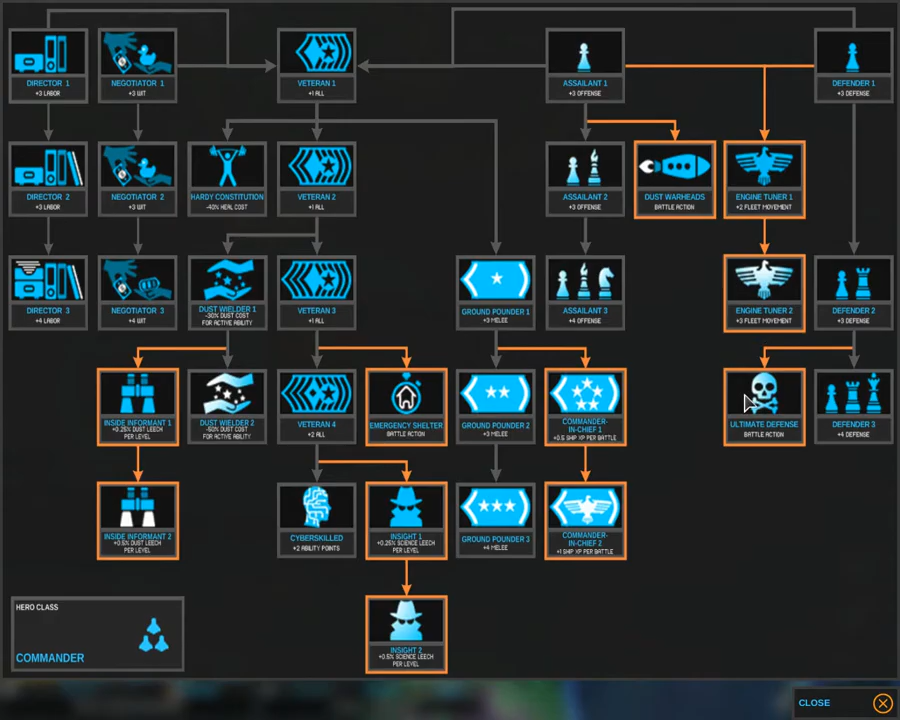 DIRECTOR 1
+3 LABOR
NEGOTIATOR 1
+3 WIT
VETERAN 1
+1 ALL
ASSAILANT 1
+3 OFFENSE
DEFENDER 1
+3 DEFENSE
DIRECTOR 2
+3 LABOR
NEGOTIATOR 2
+3 WIT
HARDY CONSTITUTION
-40% HEAL COST
VETERAN 2
+1 ALL
ASSAILANT 2
+3 OFFENSE
DUST WARHEADS
BATTLE ACTION
ENGINE TUNER 1
+2 FLEET MOVEMENT
DIRECTOR 3
+4 LABOR
NEGOTIATOR 3
+4 WIT
DUST WIELDER 1
-30% DUST COST
FOR ACTIVE ABILITY
VETERAN 3
+1 ALL
GROUND POUNDER 1
+3 MELEE
ASSAILANT 3
+4 OFFENSE
ENGINE TUNER 2
+3 FLEET MOVEMENT
DEFENDER 2
+3 DEFENSE
INSIDE INFORMANT 1
+0.25% DUST LEECH
PER LEVEL
DUST WIELDER 2
-50% DUST COST
FOR ACTIVE ABILITY
VETERAN 4
+2 ALL
EMERGENCY SHELTER
BATTLE ACTION
GROUND POUNDER 2
+3 MELEE
COMMANDER-
IN-CHIEF 1
+0.5 SHIP XP PER BATTLE
ULTIMATE DEFENSE
BATTLE ACTION
DEFENDER 3
+4 DEFENSE
INSIDE INFORMANT 2
+0.5% DUST LEECH
PER LEVEL
CYBERSKILLED
+2 ABILITY POINTS
INSIGHT 1
+0.25% SCIENCE LEECH
PER LEVEL
GROUND POUNDER 3
+4 MELEE
COMMANDER-
IN-CHIEF 2
+1 SHIP XP PER BATTLE
INSIGHT 2
+0.5% SCIENCE LEECH
PER LEVEL
HERO CLASS
COMMANDER
CLOSE